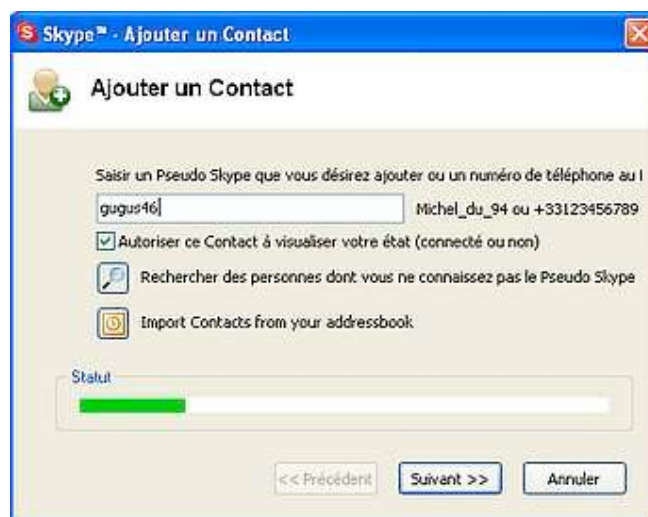 Skype™ - Ajouter un Contact
Ajouter un Contact
Saisir un Pseudo Skype que vous désirez ajouter ou un numéro de téléphone au
gugus46 Michel_du_94 ou +33123456789
Autoriser ce Contact à visualiser votre état (connecté ou non)
Rechercher des personnes dont vous ne connaissez pas le Pseudo Skype
Import Contacts from your addressbook
Statut
<< Précédent Suivant >> Annuler